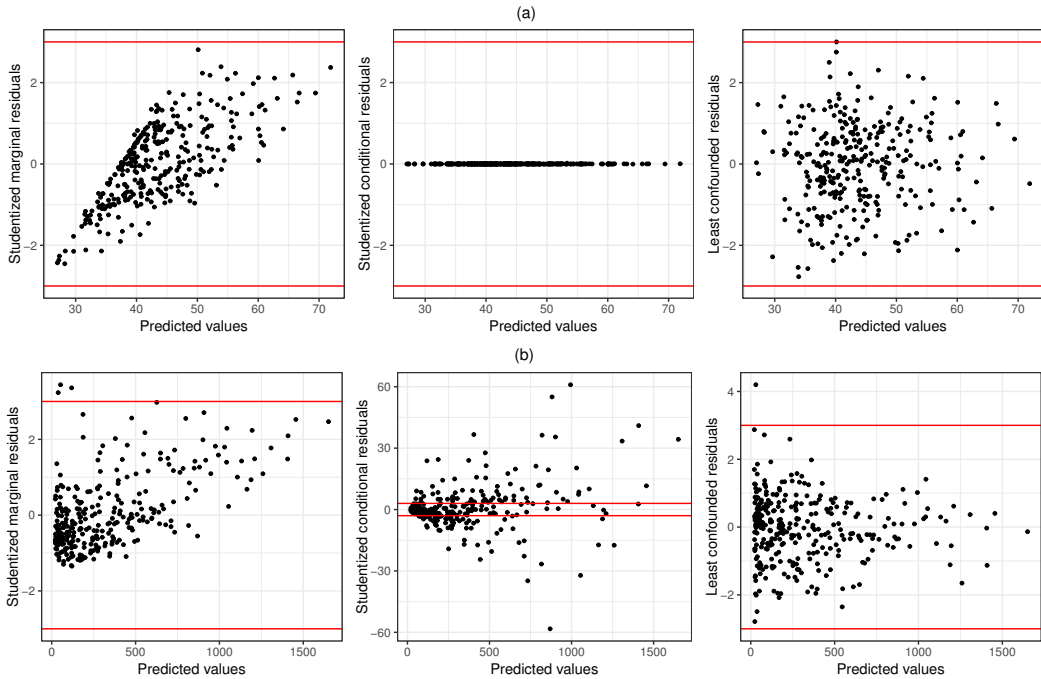 (a)
Studentized marginal residuals
2
0
−2
30 40 50 60 70
Predicted values
Studentized conditional residuals
30 40 50 60 70
Predicted values
Least confounded residuals
2
0
−2
30 40 50 60 70
Predicted values
(b)
Studentized marginal residuals
2
0
−2
0 500 1000 1500
Predicted values
Studentized conditional residuals
60
30
0
−30
−60
0 500 1000 1500
Predicted values
Least confounded residuals
4
2
0
−2
0 500 1000 1500
Predicted values